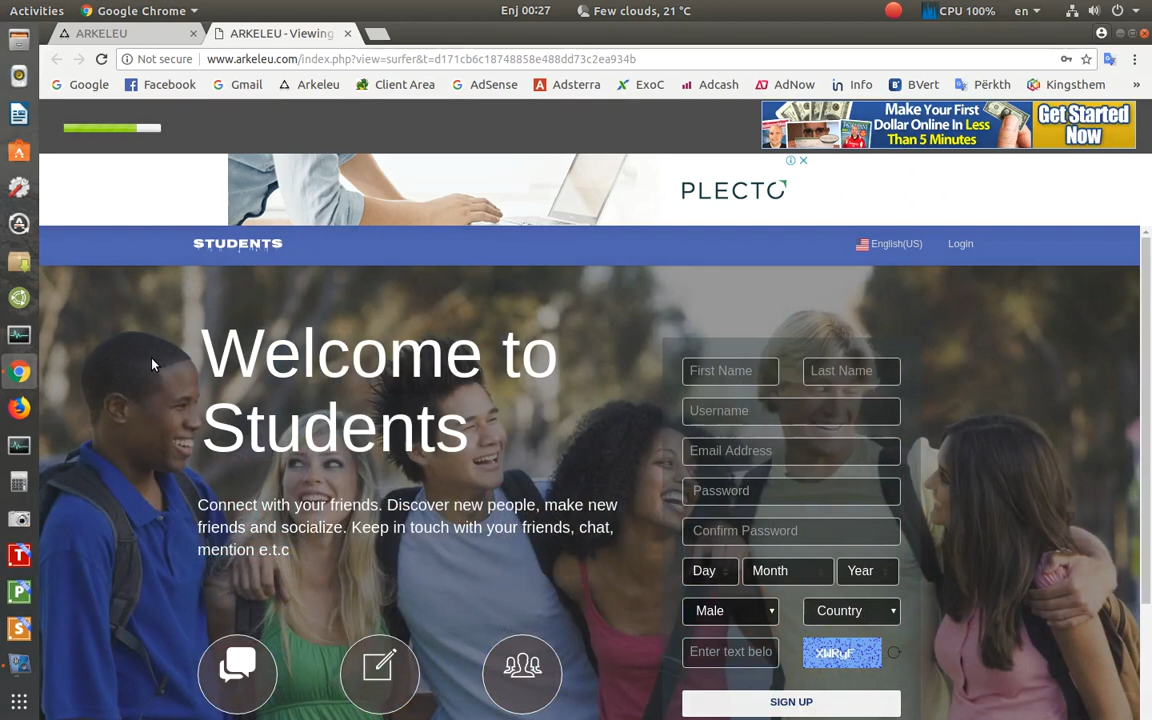 Activities Google Chrome Enj 00:27 Few clouds, 21 °C CPU 100% en
ARKELEU ARKELEU - Viewing
Not secure www.arkeleu.com/index.php?view=surfer&t=d171cb6c18748858e488dd73c2ea934b
Google Facebook Gmail Arkeleu Client Area AdSense Adsterra ExoC Adcash AdNow Info BVert Përkth Kingsthem »
Make Your First
Dollar Online In Less
Than 5 Minutes
Get Started
Now
PLECTO
STUDENTS English(US) Login
Welcome to
Students
Connect with your friends. Discover new people, make new
friends and socialize. Keep in touch with your friends, chat,
mention e.t.c
First Name Last Name
Username
Email Address
Password
Confirm Password
Day Month Year
Male Country
Enter text belo XWRyF
SIGN UP